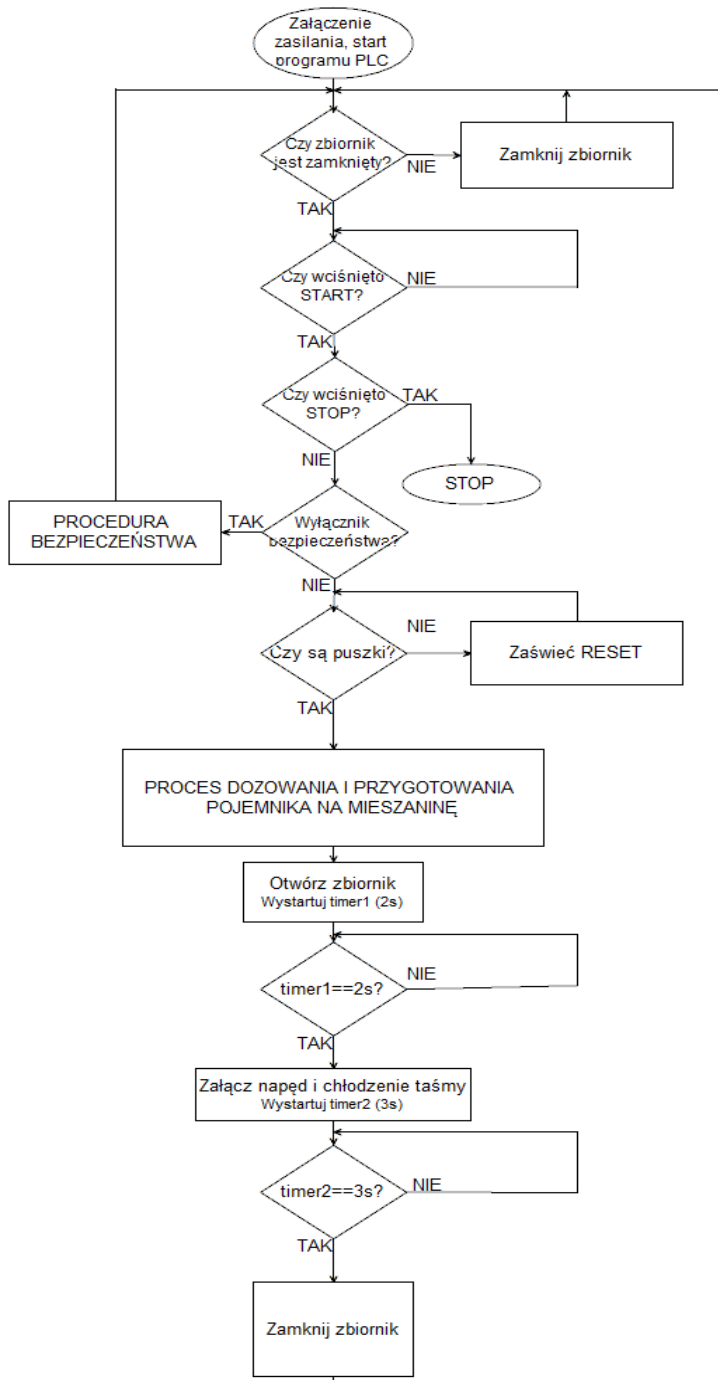 Załączenie
zasilania, start
programu PLC
Czy zbiornik
jest zamknięty?
NIE
Zamknij zbiornik
TAK
Czy wciśnięto
START?
NIE
TAK
Czy wciśnięto
STOP?
TAK
NIE
STOP
PROCEDURA
BEZPIECZEŃSTWA
TAK
Wyłącznik
bezpieczeństwa?
NIE
Czy są puszki?
NIE
Zaświeć RESET
TAK
PROCES DOZOWANIA I PRZYGOTOWANIA
POJEMNIKA NA MIESZANINĘ
Otwórz zbiornik
Wystartuj timer1 (2s)
timer1==2s?
NIE
TAK
Załącz napęd i chłodzenie taśmy
Wystartuj timer2 (3s)
timer2==3s?
NIE
TAK
Zamknij zbiornik